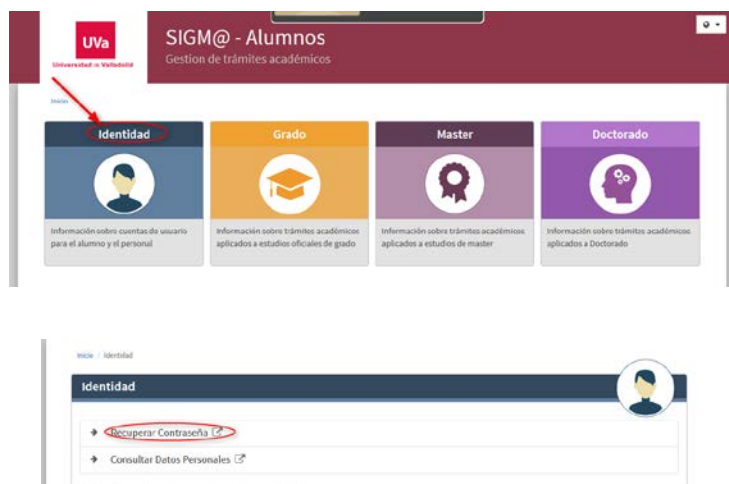 UVa
Universidad de Valladolid
SIGM@ - Alumnos
Gestion de trámites académicos
Inicio
Identidad
Información sobre cuentas de usuario
para el alumno y el personal
Grado
Información sobre trámites académicos
aplicados a estudios oficiales de grado
Master
Información sobre trámites académicos
aplicados a estudios de master
Doctorado
Información sobre trámites académicos
aplicados a Doctorado
Inicio / Identidad
Identidad
Recuperar Contraseña
Consultar Datos Personales